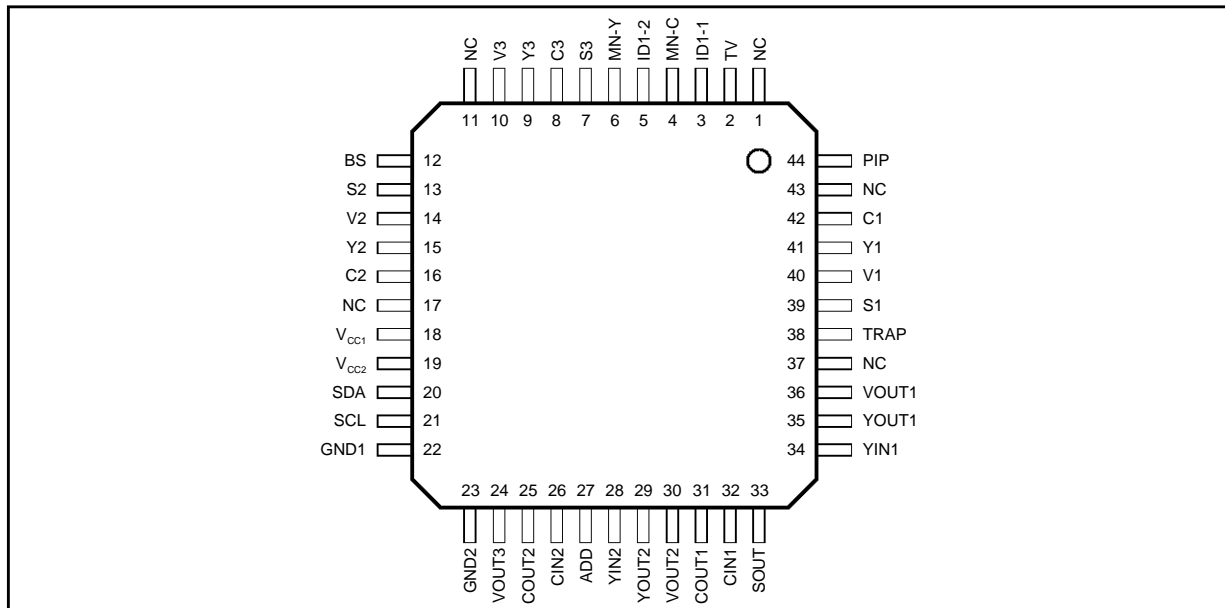 NC V3 Y3 C3 S3 MN-Y ID1-2 MN-C ID1-1 TV NC
11 10 9 8 7 6 5 4 3 2 1
BS 12 44 PIP
S2 13 43 NC
V2 14 42 C1
Y2 15 41 Y1
C2 16 40 V1
NC 17 39 S1
VCC1 18 38 TRAP
VCC2 19 37 NC
SDA 20 36 VOUT1
SCL 21 35 YOUT1
GND1 22 34 YIN1
23 24 25 26 27 28 29 30 31 32 33
GND2 VOUT3 COUT2 CIN2 ADD YIN2 YOUT2 VOUT2 COUT1 CIN1 SOUT